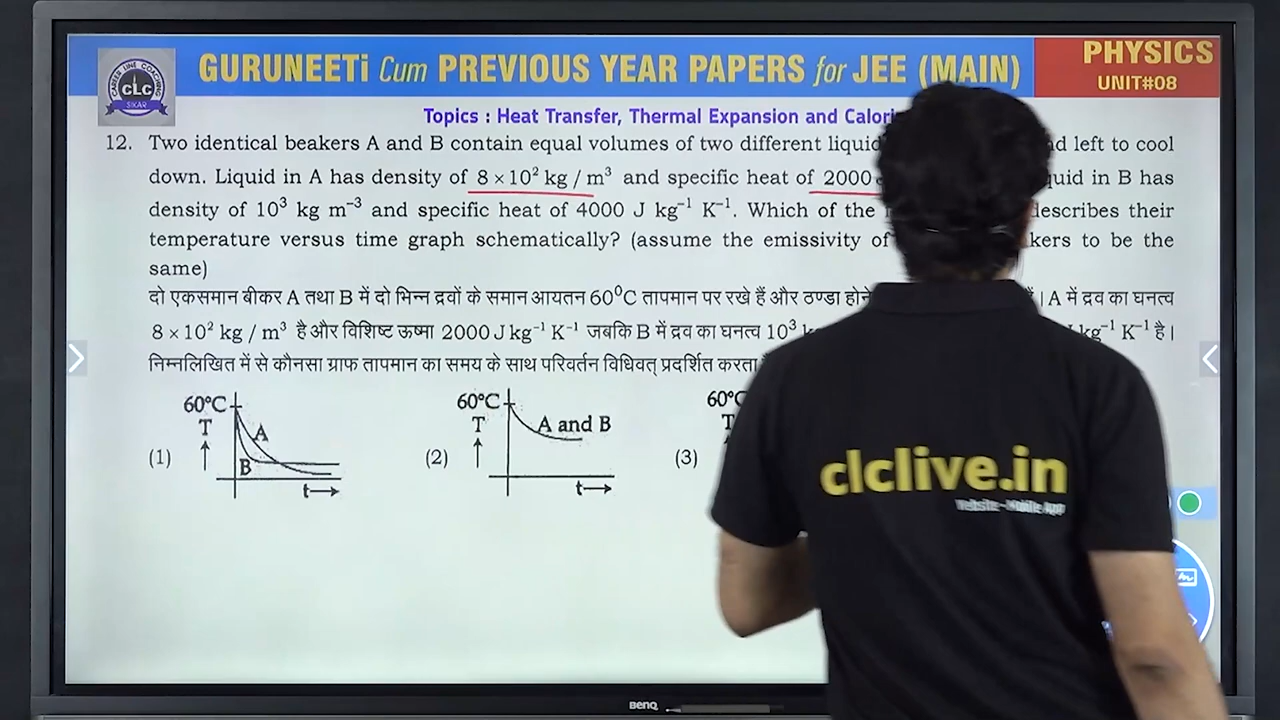 GURUNEETi Cum PREVIOUS YEAR PAPERS for JEE (MAIN)
PHYSICS
UNIT#08
CLC
SIKAR
Topics : Heat Transfer, Thermal Expansion and Calori
12. Two identical beakers A and B contain equal volumes of two different liquid nd left to cool
down. Liquid in A has density of 8 × 10² kg / m³ and specific heat of 2000 quid in B has
density of 10³ kg m⁻³ and specific heat of 4000 J kg⁻¹ K⁻¹. Which of the describes their
temperature versus time graph schematically? (assume the emissivity of kers to be the
same)
दो एकसमान बीकर A तथा B में दो भिन्न द्रवों के समान आयतन 60⁰C तापमान पर रखे हैं और ठण्डा होने हैं। A में द्रव का घनत्व
8 × 10² kg / m³ है और विशिष्ट ऊष्मा 2000 J kg⁻¹ K⁻¹ जबकि B में द्रव का घनत्व 10³ k kg⁻¹ K⁻¹ है।
निम्नलिखित में से कौनसा ग्राफ तापमान का समय के साथ परिवर्तन विधिवत् प्रदर्शित करता
(1) 60°C T A B t
(2) 60°C T A and B t
(3) 60°C T
clclive.in
Website - Mobile App
BenQ